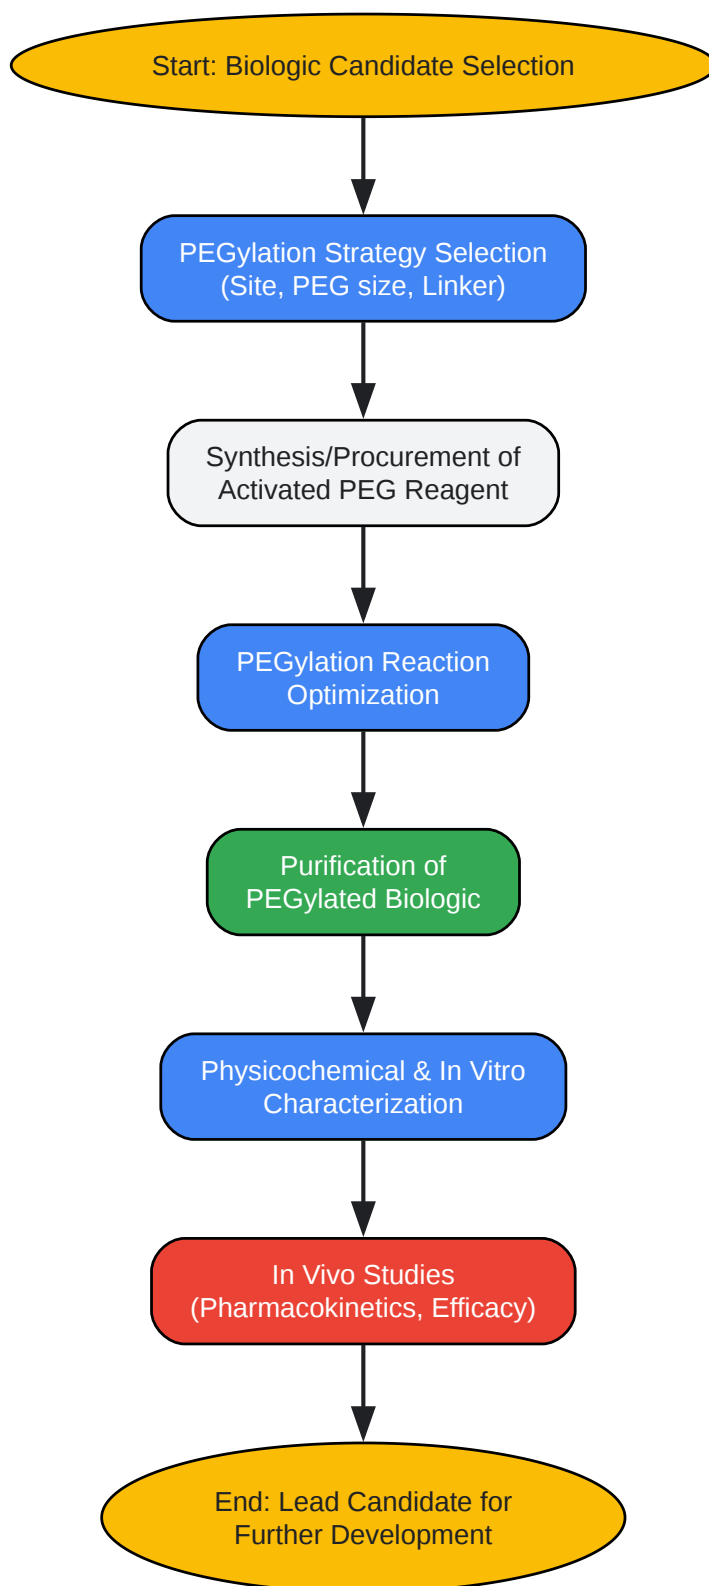 Start: Biologic Candidate Selection
PEGylation Strategy Selection
(Site, PEG size, Linker)
Synthesis/Procurement of
Activated PEG Reagent
PEGylation Reaction
Optimization
Purification of
PEGylated Biologic
Physicochemical & In Vitro
Characterization
In Vivo Studies
(Pharmacokinetics, Efficacy)
End: Lead Candidate for
Further Development